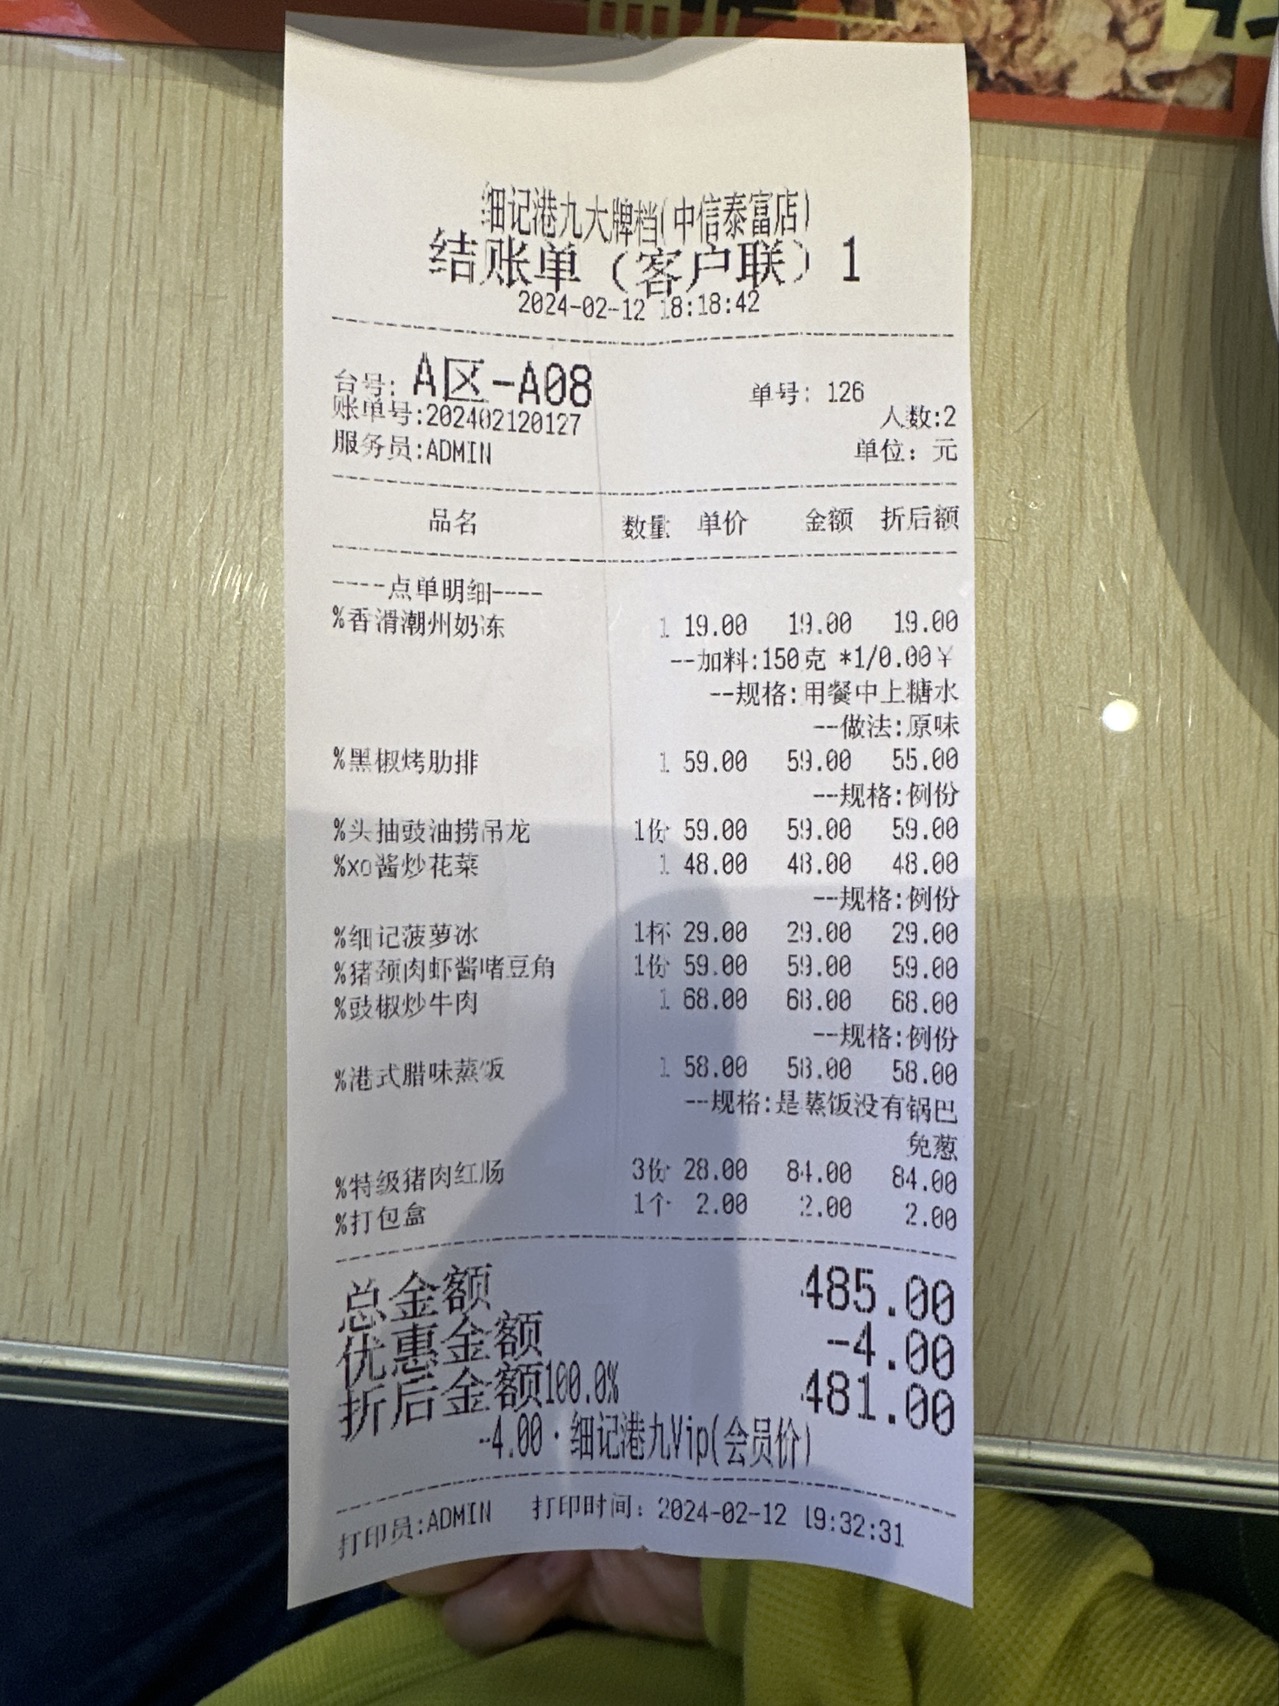 细记港九大牌档(中信泰富店)
结账单（客户联）1
2024-02-12 18:18:42
台号: A区-A08 单号: 126
账单号:202402120127 人数:2
服务员:ADMIN 单位: 元
品名 数量 单价 金额 折后额
----点单明细----
%香滑潮州奶冻 1 19.00 19.00 19.00
--加料:150克 *1/0.00￥
--规格:用餐中上糖水
--做法:原味
%黑椒烤肋排 1 59.00 59.00 55.00
--规格:例份
%头抽豉油捞吊龙 1份 59.00 59.00 59.00
%xo酱炒花菜 1 48.00 48.00 48.00
--规格:例份
%细记菠萝冰 1杯 29.00 29.00 29.00
%猪颈肉虾酱啫豆角 1份 59.00 59.00 59.00
%豉椒炒牛肉 1 68.00 68.00 68.00
--规格:例份
%港式腊味蒸饭 1 58.00 58.00 58.00
--规格:是蒸饭没有锅巴
免葱
%特级猪肉红肠 3份 28.00 84.00 84.00
%打包盒 1个 2.00 2.00 2.00
总金额 485.00
优惠金额 -4.00
折后金额100.0% 481.00
-4.00·细记港九Vip(会员价)
打印员:ADMIN 打印时间: 2024-02-12 19:32:31